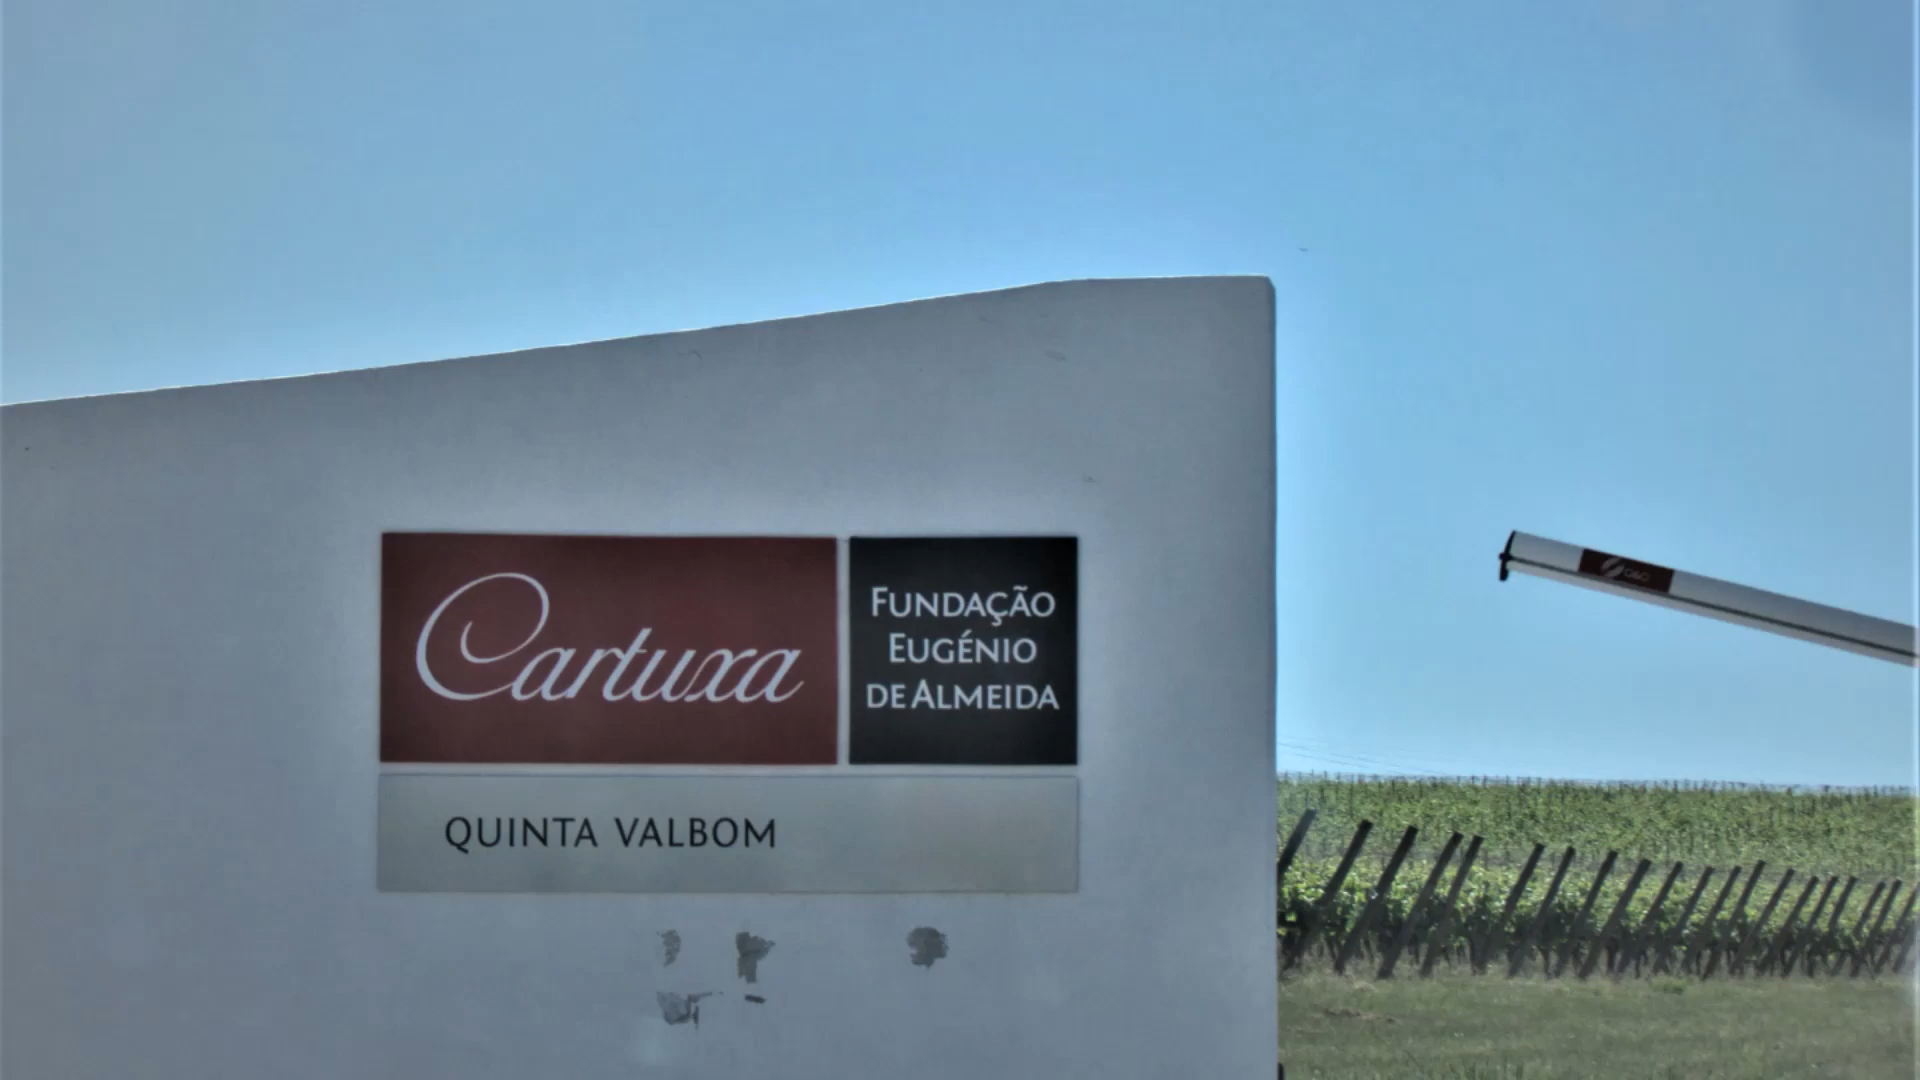 Cartuxa
FUNDAÇÃO
EUGÉNIO
DE ALMEIDA
QUINTA VALBOM